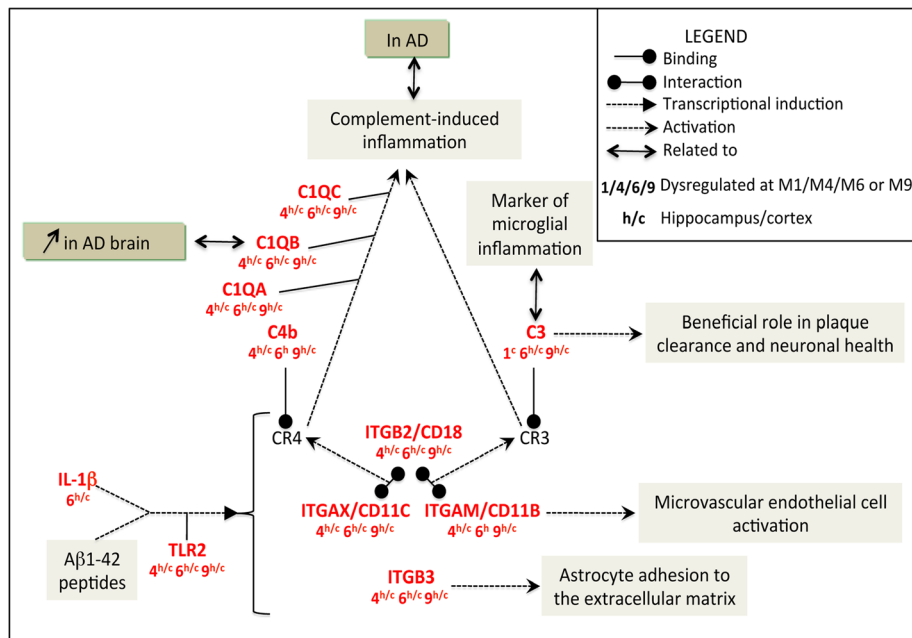 In AD
Complement-induced
inflammation
LEGEND
Binding
Interaction
Transcriptional induction
Activation
Related to
1/4/6/9 Dysregulated at M1/M4/M6 or M9
h/c Hippocampus/cortex
C1QC
4h/c 6h/c 9h/c
in AD brain
C1QB
4h/c 6h/c 9h/c
C1QA
4h/c 6h/c 9h/c
Marker of
microglial
inflammation
C4b
4h/c 6h 9h/c
C3
1c 6h/c 9h/c
Beneficial role in plaque
clearance and neuronal health
CR4
ITGB2/CD18
4h/c 6h/c 9h/c
CR3
IL-1β
6h/c
ITGAX/CD11C
4h/c 6h/c 9h/c
ITGAM/CD11B
4h/c 6h 9h/c
Microvascular endothelial cell
activation
Aβ1-42
peptides
TLR2
4h/c 6h/c 9h/c
ITGB3
4h/c 6h/c 9h/c
Astrocyte adhesion to
the extracellular matrix